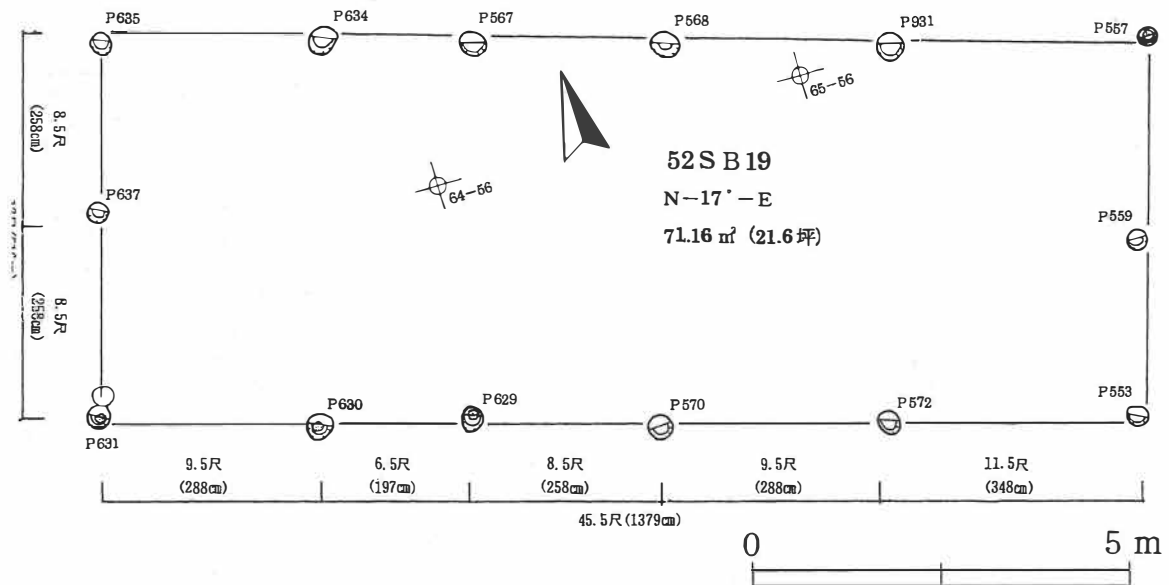 P635
P634
P567
P568
P931
P557
65-56
64-56
52SB19
N-17°-E
71.16㎡ (21.6坪)
8.5尺
(258㎝)
P637
P559
8.5尺
(258㎝)
P631
P630
P629
P570
P572
P553
9.5尺
(288㎝)
6.5尺
(197㎝)
8.5尺
(258㎝)
9.5尺
(288㎝)
11.5尺
(348㎝)
45.5尺(1379㎝)
0
5 m